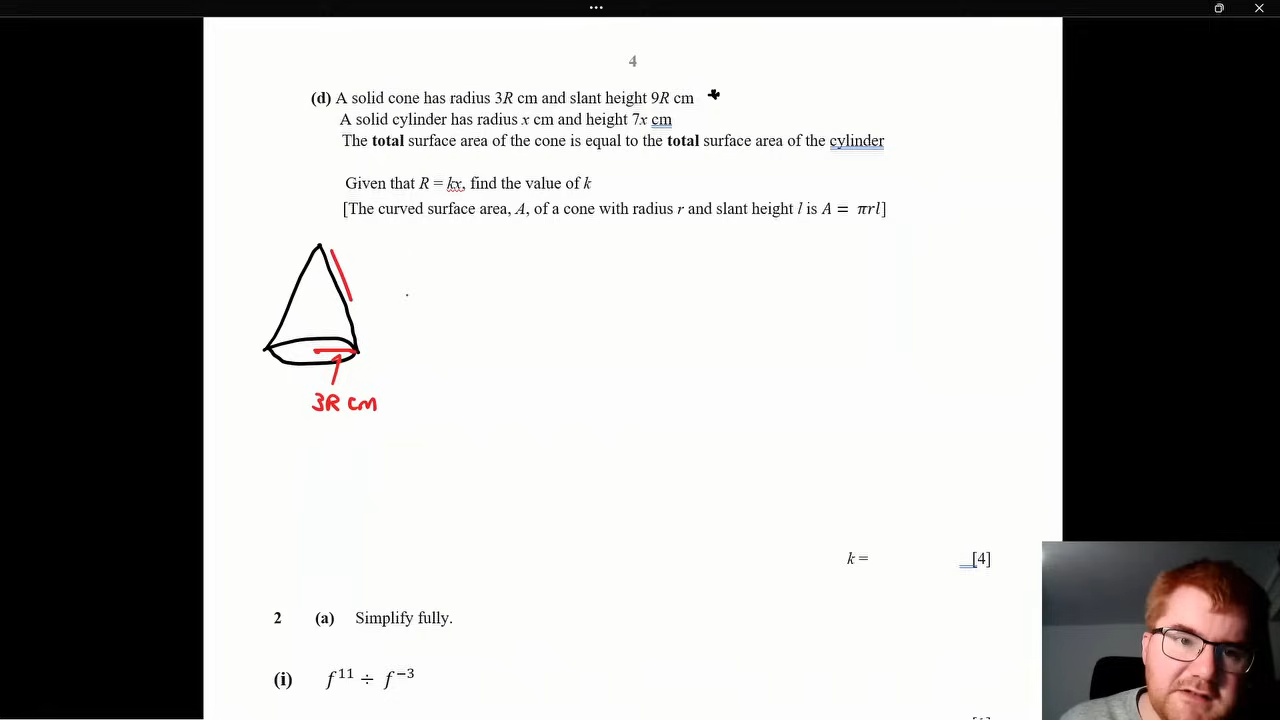 4
(d) A solid cone has radius 3R cm and slant height 9R cm
A solid cylinder has radius x cm and height 7x cm
The total surface area of the cone is equal to the total surface area of the cylinder
Given that R = kx, find the value of k
[The curved surface area, A, of a cone with radius r and slant height l is A = πrl]
3R cm
k = [4]
2 (a) Simplify fully.
(i) f¹¹ ÷ f⁻³